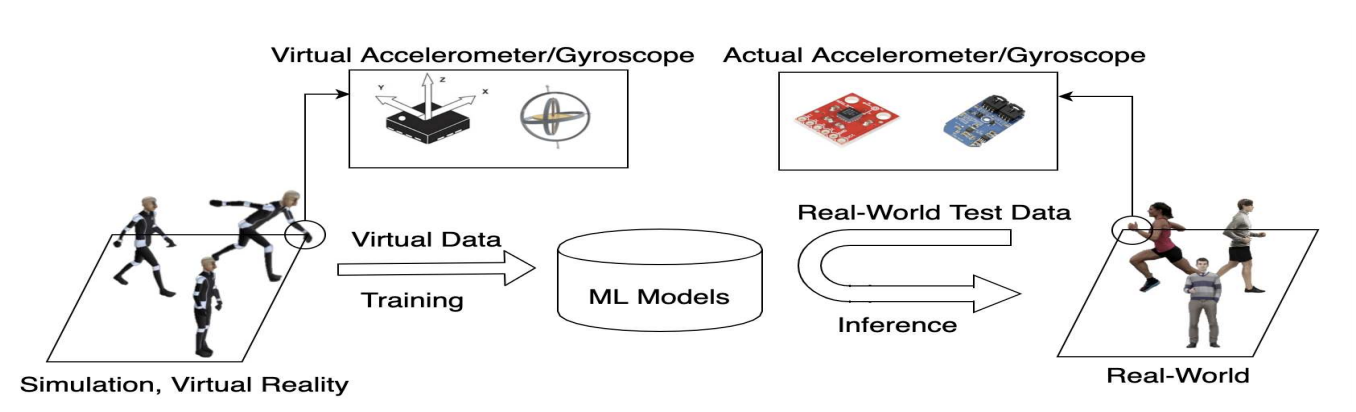 Virtual Accelerometer/Gyroscope
Actual Accelerometer/Gyroscope
Z
Y
X
Real-World Test Data
Virtual Data
Training
ML Models
Inference
Simulation, Virtual Reality
Real-World